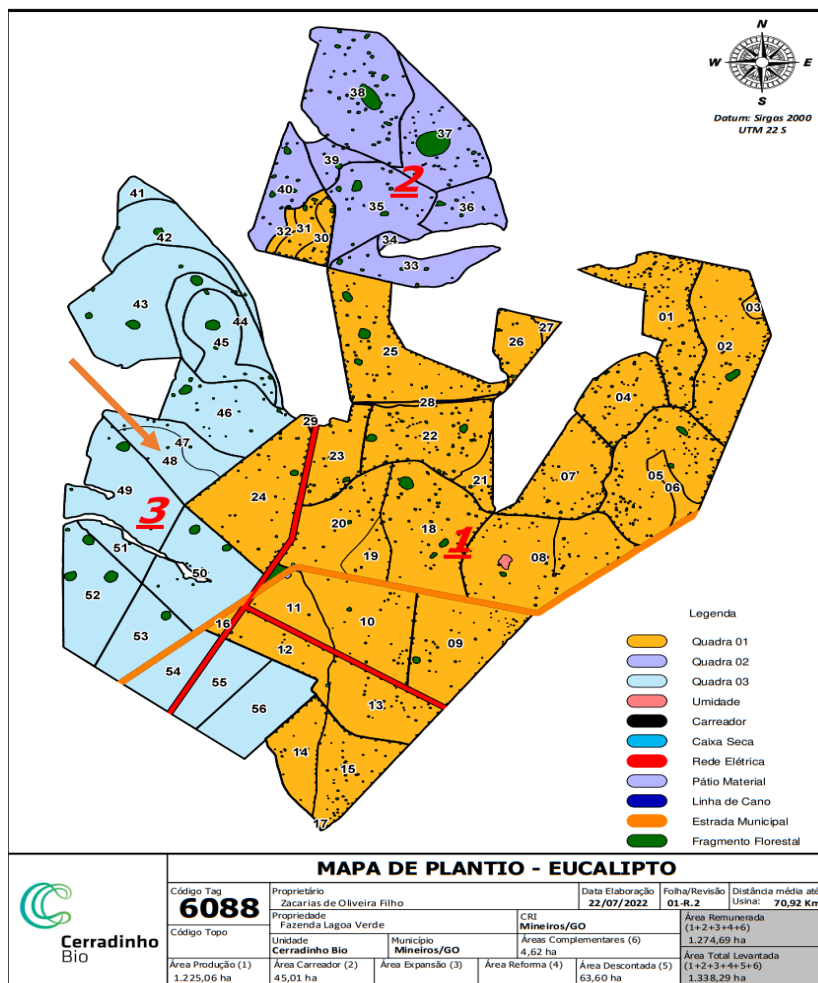 N
W E
S
Datum: Sirgas 2000
UTM 22 S
38
37
39
2
40
35
36
32
31
30
34
33
41
42
43
44
45
46
01
03
02
26
27
25
04
28
29
22
23
47
48
07
05
06
21
49
24
3
20
18
1
19
08
51
50
52
11
10
09
53
16
12
54
55
13
56
14
15
17
Legenda
Quadra 01
Quadra 02
Quadra 03
Umidade
Carreador
Caixa Seca
Rede Elétrica
Pátio Material
Linha de Cano
Estrada Municipal
Fragmento Florestal
MAPA DE PLANTIO - EUCALIPTO
Cerradinho
Bio
Código Tag
6088
Código Topo
Proprietário
Zacarias de Oliveira Filho
Data Elaboração
22/07/2022
Folha/Revisão
01-R.2
Distância média até
Usina: 70,92 Km
Propriedade
Fazenda Lagoa Verde
CRI
Mineiros/GO
Área Remunerada
(1+2+3+4+6)
1.274,69 ha
Unidade
Cerradinho Bio
Município
Mineiros/GO
Áreas Complementares (6)
4,62 ha
Área Total Levantada
(1+2+3+4+5+6)
1.338,29 ha
Área Produção (1)
1.225,06 ha
Área Carreador (2)
45,01 ha
Área Expansão (3)
Área Reforma (4)
Área Descontada (5)
63,60 ha